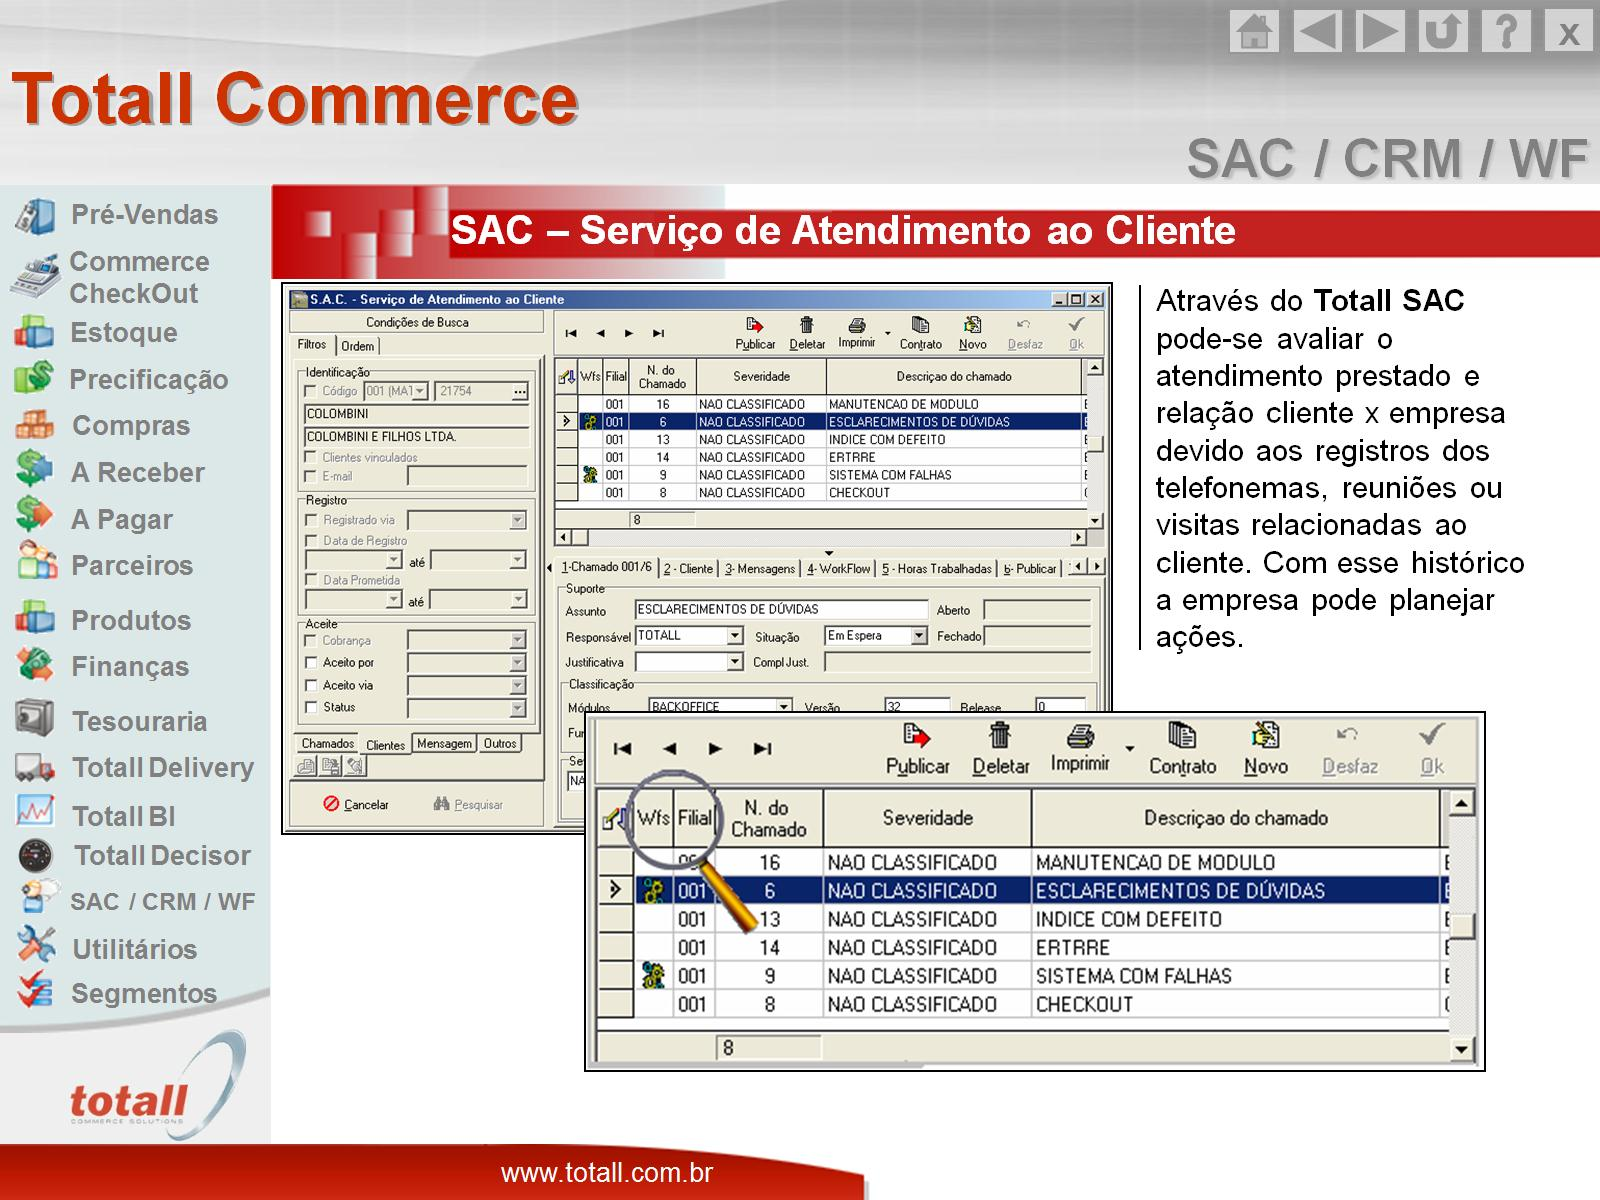 Totall Commerce
X
SAC / CRM / WF
Pré-Vendas
Commerce
CheckOut
Estoque
Precificação
Compras
A Receber
A Pagar
Parceiros
Produtos
Finanças
Tesouraria
Totall Delivery
Totall BI
Totall Decisor
SAC / CRM / WF
Utilitários
Segmentos
totall
COMMERCE SOLUTIONS
SAC – Serviço de Atendimento ao Cliente
S.A.C. - Serviço de Atendimento ao Cliente
Condições de Busca
Filtros Ordem
Identificação
Código 001 (MAT 21754 ...
COLOMBINI
COLOMBINI E FILHOS LTDA.
Clientes vinculados
E-mail
Registro
Registrado via
Data de Registro
até
Data Prometida
até
Aceite
Cobrança
Aceito por
Aceito via
Status
Chamados Clientes Mensagem Outros
Cancelar Pesquisar
Publicar Deletar Imprimir Contrato Novo Desfaz Ok
Wfs Filial N. do Chamado Severidade Descriçao do chamado
001 16 NAO CLASSIFICADO MANUTENCAO DE MODULO
001 6 NAO CLASSIFICADO ESCLARECIMENTOS DE DÚVIDAS
001 13 NAO CLASSIFICADO INDICE COM DEFEITO
001 14 NAO CLASSIFICADO ERTRRE
001 9 NAO CLASSIFICADO SISTEMA COM FALHAS
001 8 NAO CLASSIFICADO CHECKOUT
8
1-Chamado 001/6 2 - Cliente 3- Mensagens 4- WorkFlow 5 - Horas Trabalhadas 6- Publicar
Suporte
Assunto ESCLARECIMENTOS DE DÚVIDAS Aberto
Responsável TOTALL Situação Em Espera Fechado
Justificativa Compl Just.
Classificação
Módulos BACKOFFICE Versão 32 Release 0
Fun
Se
NA
Através do Totall SAC
pode-se avaliar o
atendimento prestado e
relação cliente x empresa
devido aos registros dos
telefonemas, reuniões ou
visitas relacionadas ao
cliente. Com esse histórico
a empresa pode planejar
ações.
Publicar Deletar Imprimir Contrato Novo Desfaz Ok
Wfs Filial N. do Chamado Severidade Descriçao do chamado
16 NAO CLASSIFICADO MANUTENCAO DE MODULO
001 6 NAO CLASSIFICADO ESCLARECIMENTOS DE DÚVIDAS
001 13 NAO CLASSIFICADO INDICE COM DEFEITO
001 14 NAO CLASSIFICADO ERTRRE
001 9 NAO CLASSIFICADO SISTEMA COM FALHAS
001 8 NAO CLASSIFICADO CHECKOUT
8
www.totall.com.br